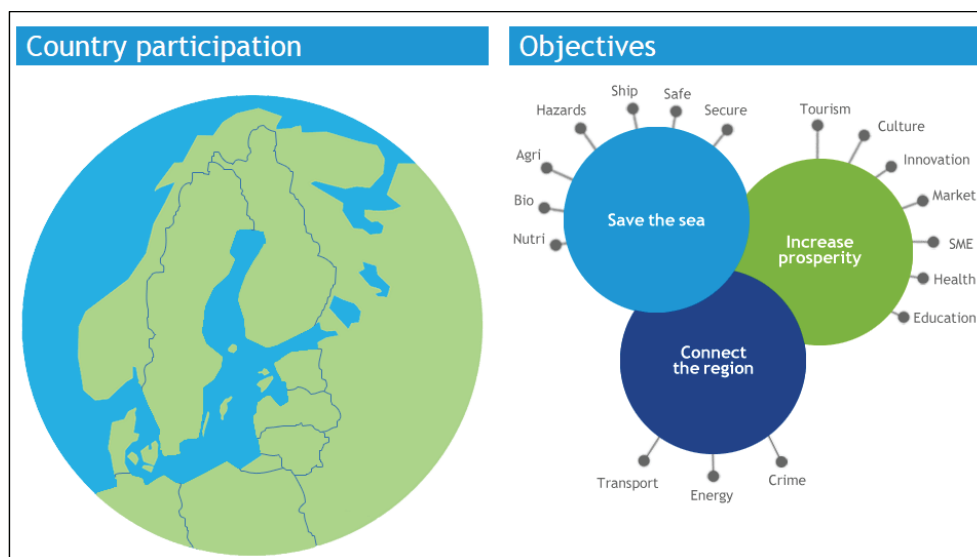 Country participation
Objectives
Ship
Safe
Hazards
Secure
Agri
Bio
Nutri
Save the sea
Tourism
Culture
Innovation
Market
SME
Health
Education
Increase
prosperity
Connect
the region
Transport
Energy
Crime